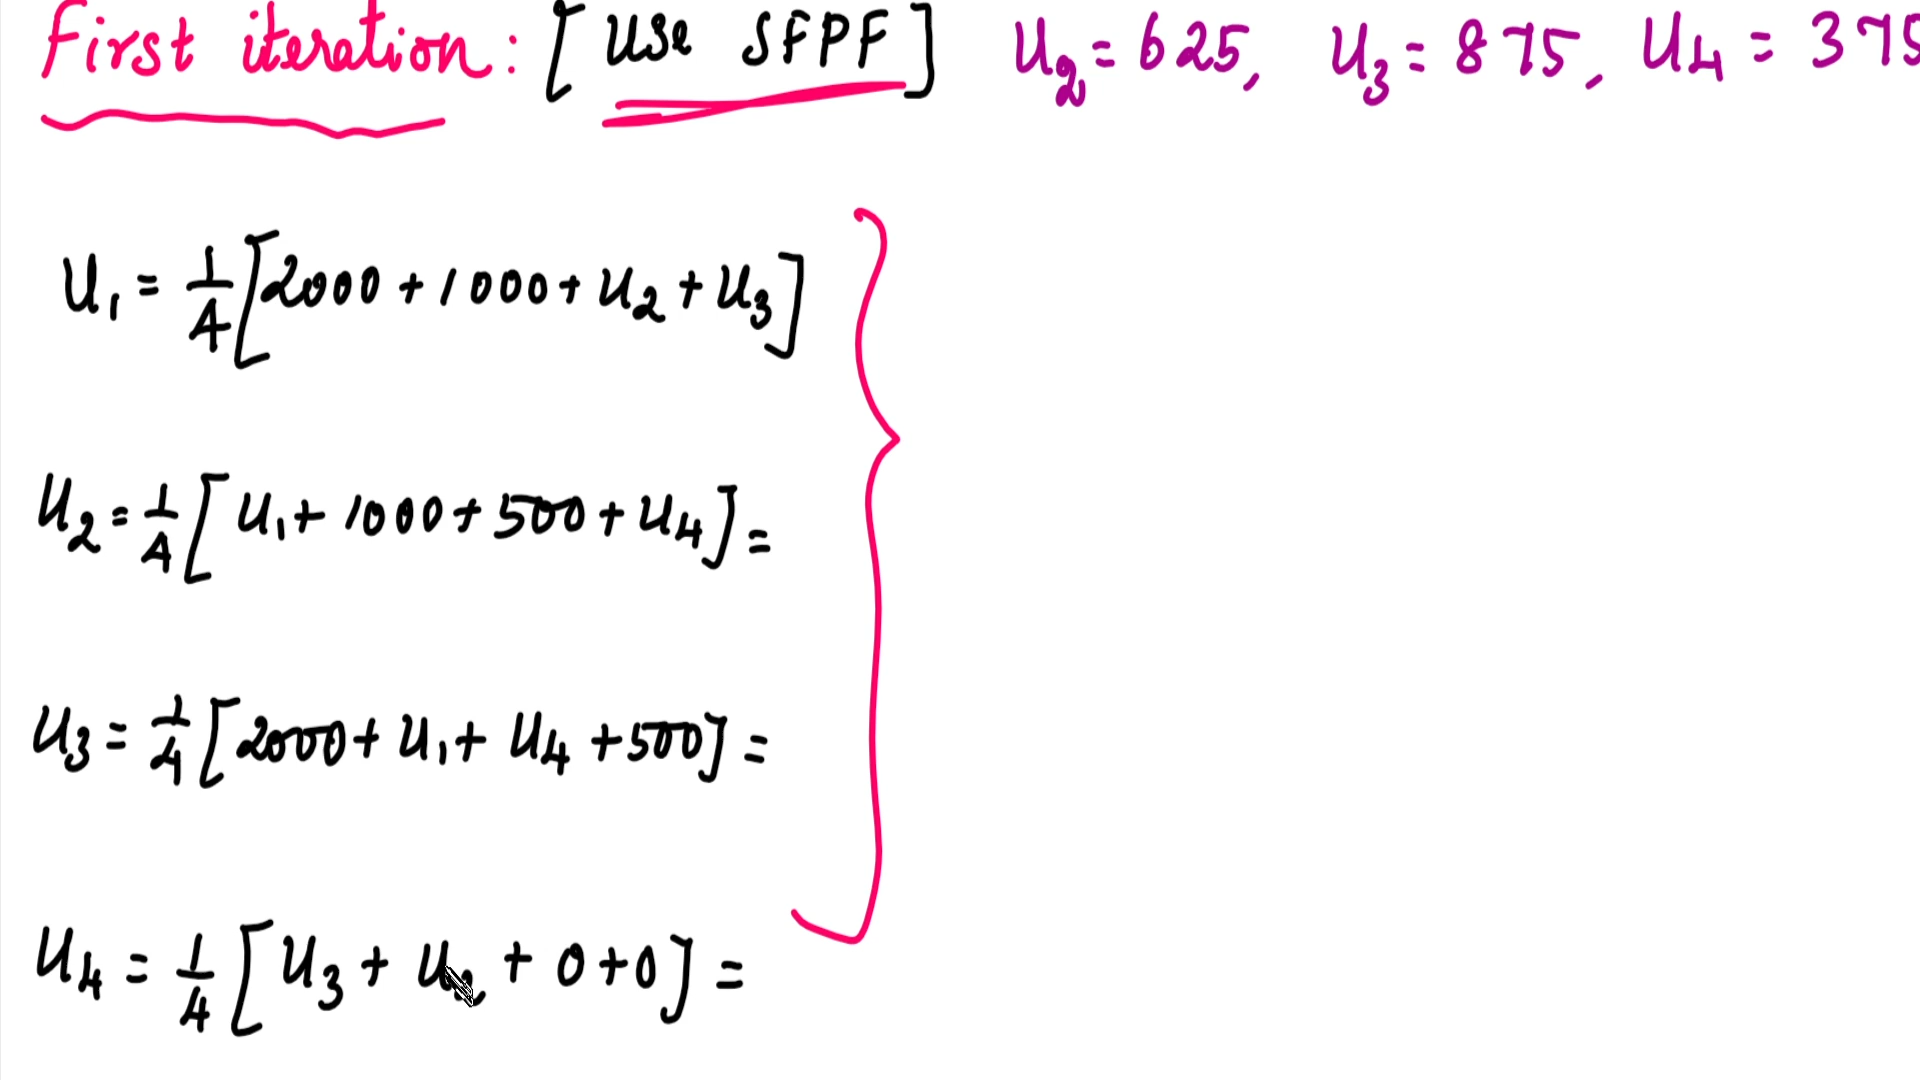 First iteration: [use SFPF] U₂ = 625, U₃ = 875, U₄ = 375
U₁ = 1/4 [2000 + 1000 + U₂ + U₃]
U₂ = 1/4 [U₁ + 1000 + 500 + U₄] =
U₃ = 1/4 [2000 + U₁ + U₄ + 500] =
U₄ = 1/4 [U₃ + U₂ + 0 + 0] =